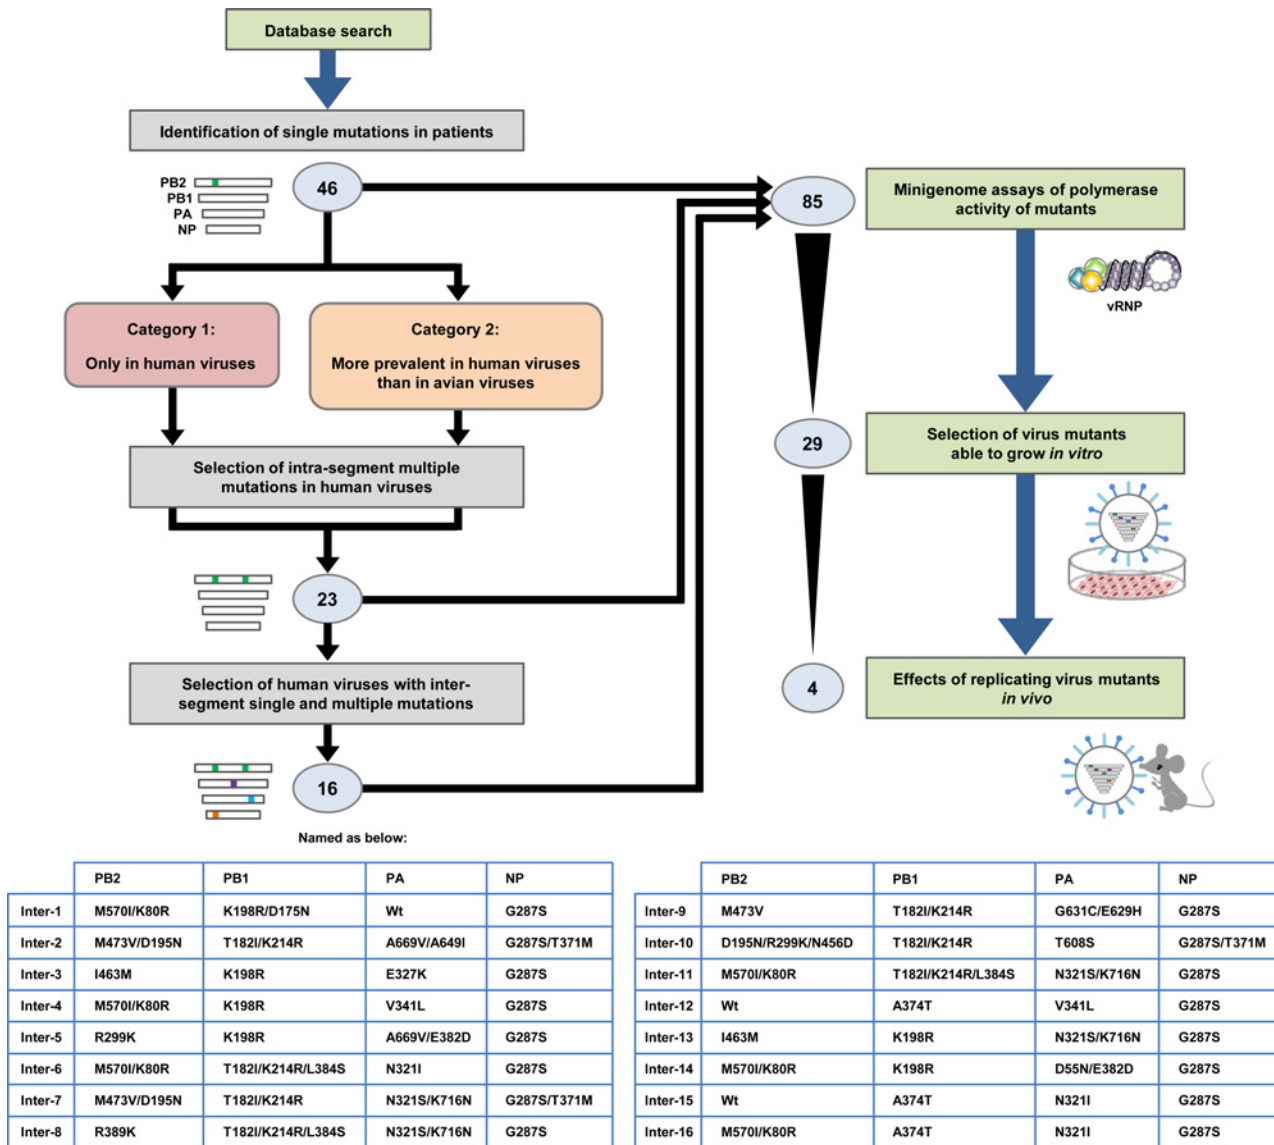 Database search
Identification of single mutations in patients
PB2
PB1
PA
NP
46
85
Minigenome assays of polymerase
activity of mutants
vRNP
Category 1:
Only in human viruses
Category 2:
More prevalent in human viruses
than in avian viruses
29
Selection of virus mutants
able to grow in vitro
Selection of intra-segment multiple
mutations in human viruses
23
Selection of human viruses with inter-
segment single and multiple mutations
4
Effects of replicating virus mutants
in vivo
16
Named as below:
PB2 PB1 PA NP
Inter-1 M570I/K80R K198R/D175N Wt G287S
Inter-2 M473V/D195N T182I/K214R A669V/A649I G287S/T371M
Inter-3 I463M K198R E327K G287S
Inter-4 M570I/K80R K198R V341L G287S
Inter-5 R299K K198R A669V/E382D G287S
Inter-6 M570I/K80R T182I/K214R/L384S N321I G287S
Inter-7 M473V/D195N T182I/K214R N321S/K716N G287S/T371M
Inter-8 R389K T182I/K214R/L384S N321S/K716N G287S
PB2 PB1 PA NP
Inter-9 M473V T182I/K214R G631C/E629H G287S
Inter-10 D195N/R299K/N456D T182I/K214R T608S G287S/T371M
Inter-11 M570I/K80R T182I/K214R/L384S N321S/K716N G287S
Inter-12 Wt A374T V341L G287S
Inter-13 I463M K198R N321S/K716N G287S
Inter-14 M570I/K80R K198R D55N/E382D G287S
Inter-15 Wt A374T N321I G287S
Inter-16 M570I/K80R A374T N321I G287S